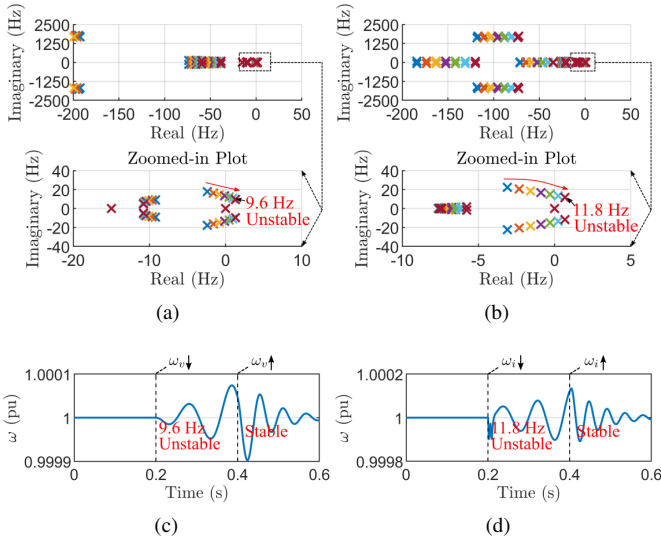 2500
1250
0
-1250
-2500
Imaginary (Hz)
-200 -150 -100 -50 0 50
Real (Hz)
Zoomed-in Plot
40
20
0
-20
-40
Imaginary (Hz)
9.6 Hz
Unstable
-20 -10 0 10
Real (Hz)
(a)
2500
1250
0
-1250
-2500
Imaginary (Hz)
-200 -150 -100 -50 0 50
Real (Hz)
Zoomed-in Plot
40
20
0
-20
-40
Imaginary (Hz)
11.8 Hz
Unstable
-10 -5 0 5
Real (Hz)
(b)
ω_v↓ ω_v↑
1.0001
1
0.9999
ω (pu)
9.6 Hz
Unstable
Stable
0 0.2 0.4 0.6
Time (s)
(c)
ω_i↓ ω_i↑
1.0002
1
0.9998
ω (pu)
11.8 Hz
Unstable
Stable
0 0.2 0.4 0.6
Time (s)
(d)